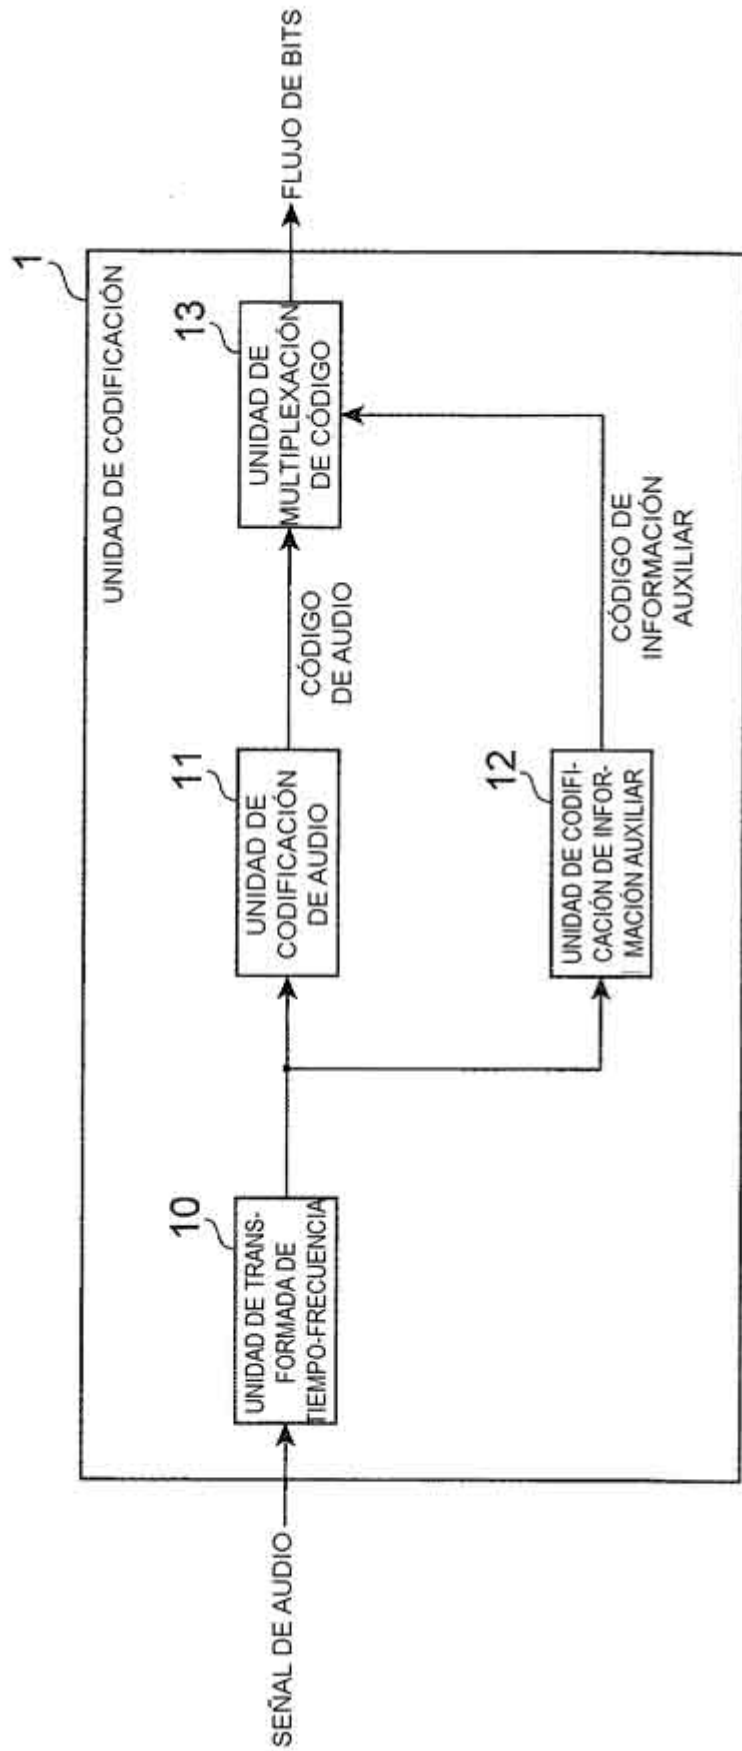 1
UNIDAD DE CODIFICACIÓN
SEÑAL DE AUDIO
10
UNIDAD DE TRANS-
FORMADA DE
TIEMPO-FRECUENCIA
11
UNIDAD DE
CODIFICACIÓN
DE AUDIO
CÓDIGO
DE AUDIO
13
UNIDAD DE
MULTIPLEXACIÓN
DE CÓDIGO
FLUJO DE BITS
12
UNIDAD DE CODIFI-
CACIÓN DE INFOR-
MACIÓN AUXILIAR
CÓDIGO DE
INFORMACIÓN
AUXILIAR